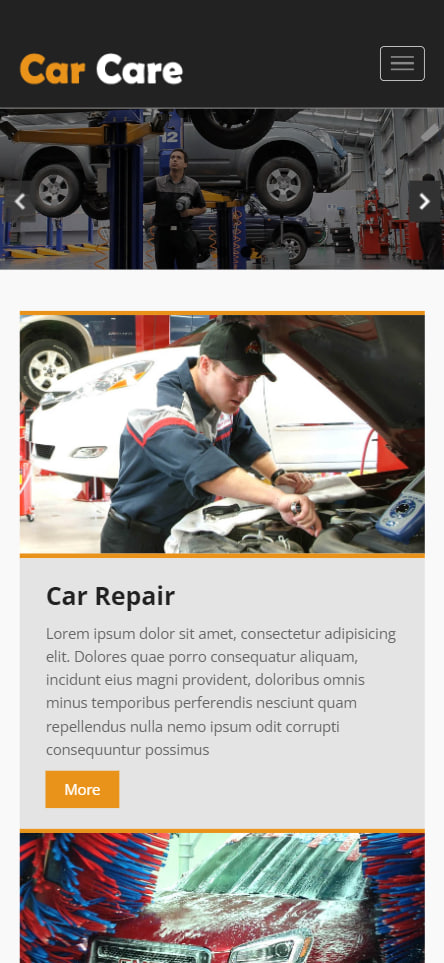 Car Care
Car Repair
Lorem ipsum dolor sit amet, consectetur adipisicing
elit. Dolores quae porro consequatur aliquam,
incidunt eius magni provident, doloribus omnis
minus temporibus perferendis nesciunt quam
repellendus nulla nemo ipsum odit corrupti
consequuntur possimus
More